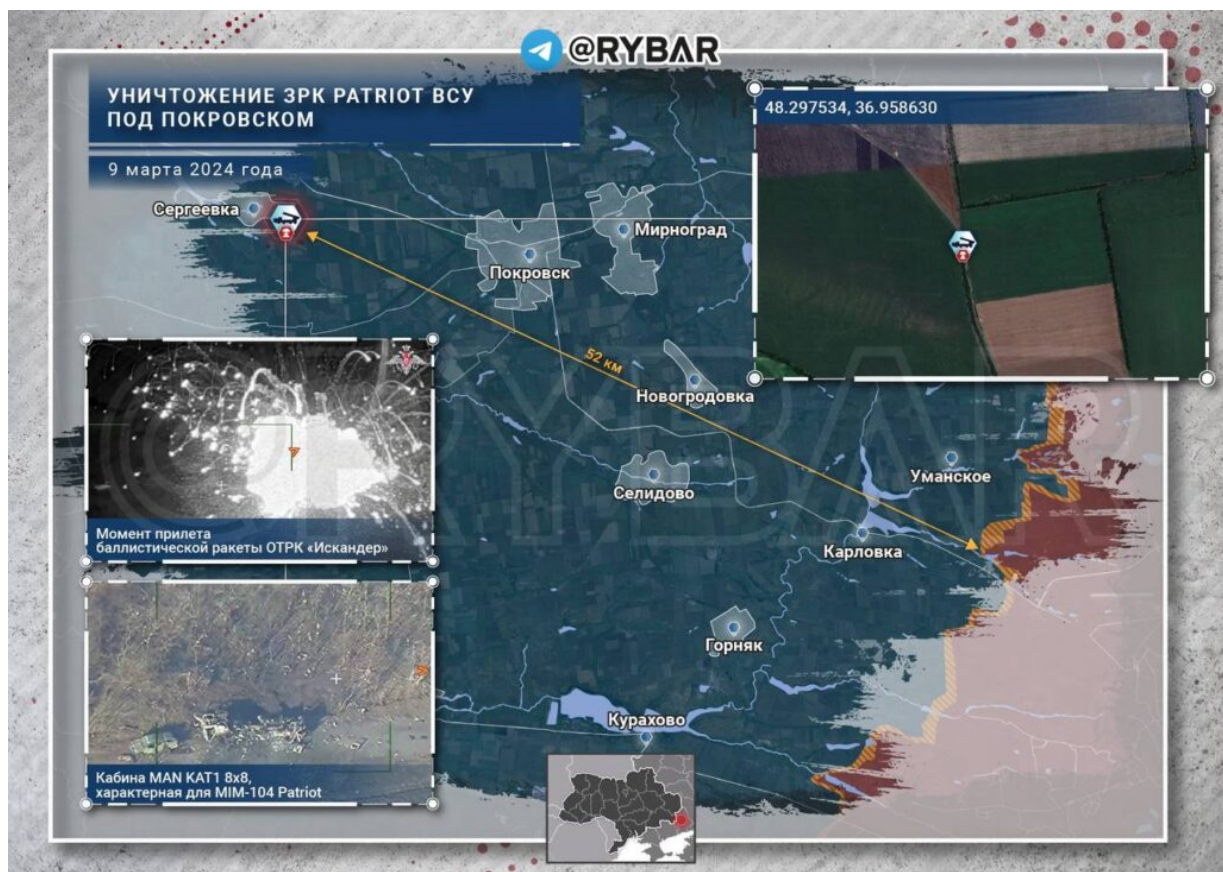 @RYBAR
УНИЧТОЖЕНИЕ ЗРК PATRIOT ВСУ
ПОД ПОКРОВСКОМ
9 марта 2024 года
48.297534, 36.958630
Сергеевка
Мирноград
Покровск
52 км
Новогродовка
Уманское
Селидово
Карловка
Момент прилета
баллистической ракеты ОТРК «Искандер»
Горняк
Курахово
Кабина MAN KAT1 8x8,
характерная для MIM-104 Patriot
@RYBAR